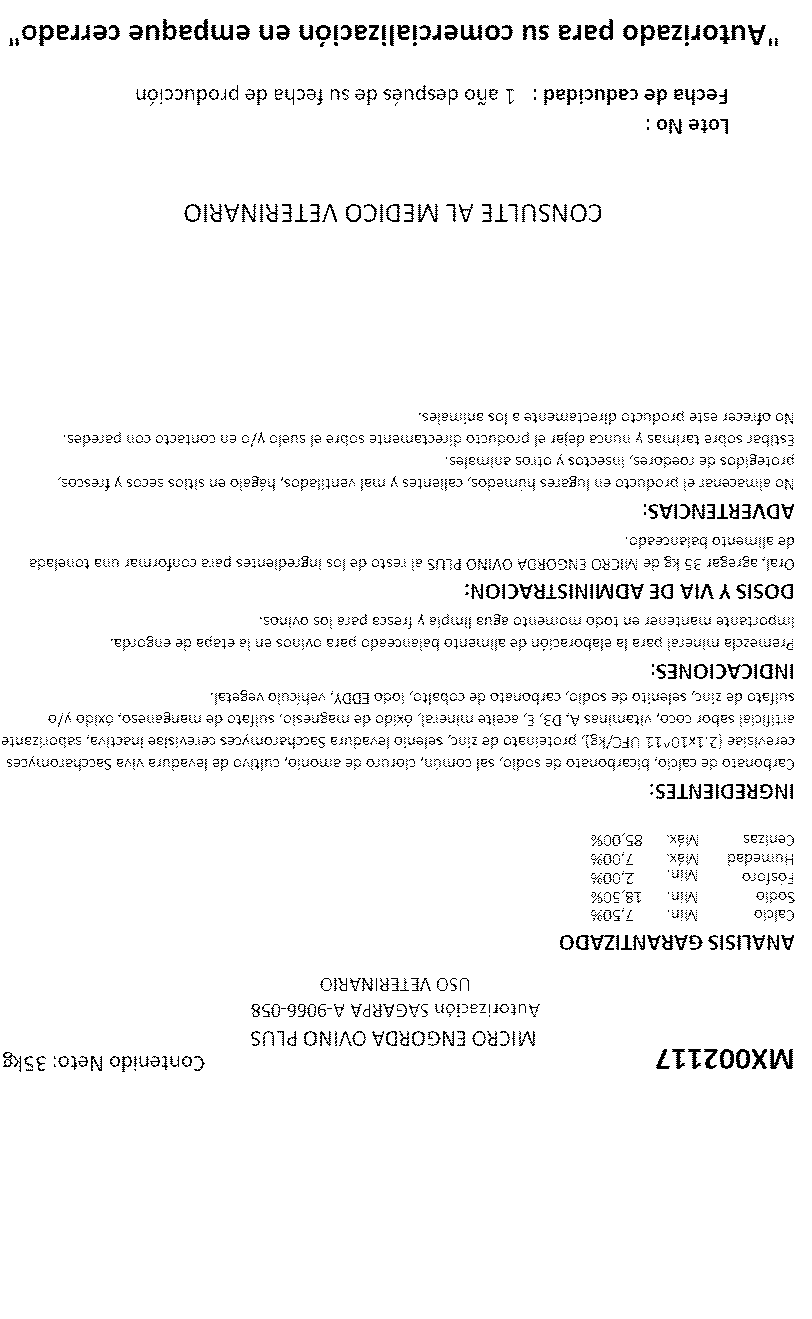 MX002117
Contenido Neto: 35kg
MICRO ENGORDA OVINO PLUS
Autorización SAGARPA A-9066-058
USO VETERINARIO
ANALISIS GARANTIZADO
Calcio Min. 7,50%
Sodio Min. 18,50%
Fósforo Min. 2,00%
Humedad Máx. 7,00%
Cenizas Máx. 85,00%
INGREDIENTES:
Carbonato de calcio, bicarbonato de sodio, sal común, cloruro de amonio, cultivo de levadura viva Saccharomyces
cerevisiae (2.1x10^11 UFC/kg), proteinato de zinc, selenio levadura Saccharomyces cerevisiae inactiva, saborizante
artificial sabor coco, vitaminas A, D3, E, aceite mineral, óxido de magnesio, sulfato de manganeso, óxido y/o
sulfato de zinc, selenito de sodio, carbonato de cobalto, iodo EDDY, vehículo vegetal.
INDICACIONES:
Premezcla mineral para la elaboración de alimento balanceado para ovinos en la etapa de engorda.
Importante mantener en todo momento agua limpia y fresca para los ovinos.
DOSIS Y VIA DE ADMINISTRACION:
Oral, agregar 35 kg de MICRO ENGORDA OVINO PLUS al resto de los ingredientes para conformar una tonelada
de alimento balanceado.
ADVERTENCIAS:
No almacenar el producto en lugares húmedos, calientes y mal ventilados, hágalo en sitios secos y frescos,
protegidos de roedores, insectos y otros animales.
Estibar sobre tarimas y nunca dejar el producto directamente sobre el suelo y/o en contacto con paredes.
No ofrecer este producto directamente a los animales.
CONSULTE AL MEDICO VETERINARIO
Lote No :
Fecha de caducidad : 1 año después de su fecha de producción
"Autorizado para su comercialización en empaque cerrado"